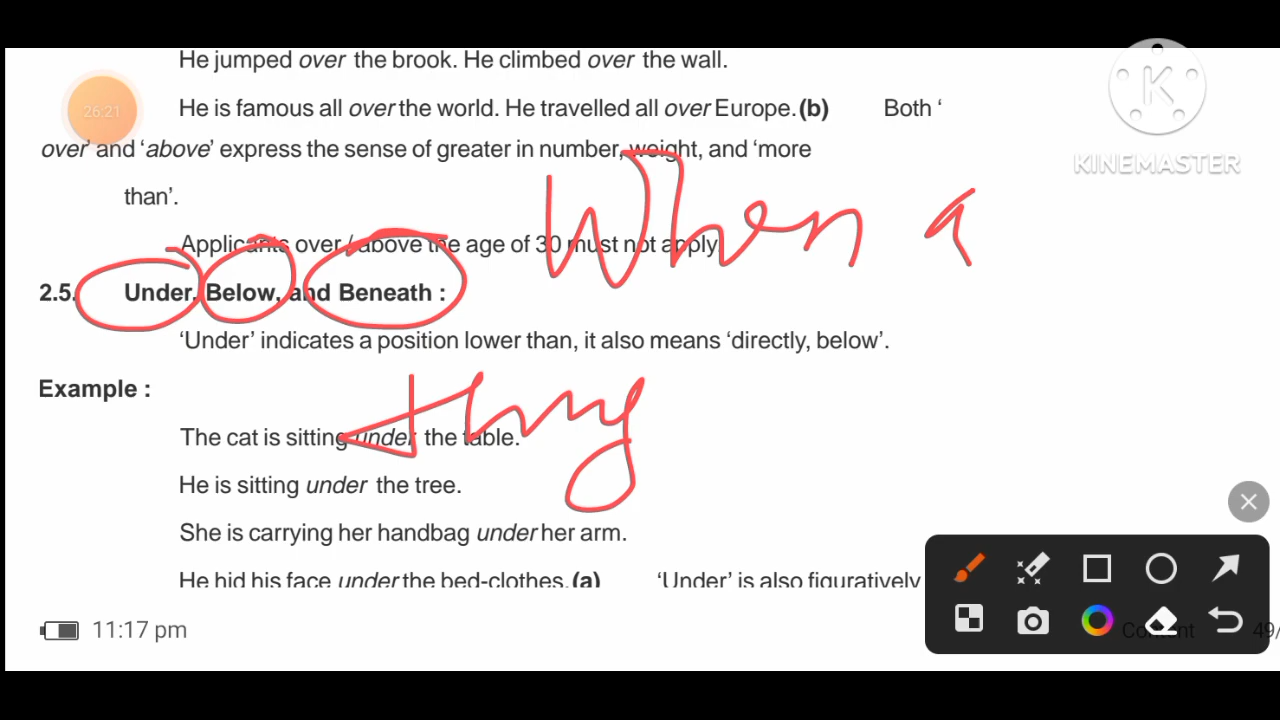 He jumped over the brook. He climbed over the wall.
26:21
He is famous all over the world. He travelled all over Europe.(b) Both ‘
over’ and ‘above’ express the sense of greater in number, weight, and ‘more
than’.
KINEMASTER
When a
Applicants over / above the age of 30 must not apply
2.5. Under, Below, and Beneath :
‘Under’ indicates a position lower than, it also means ‘directly, below’.
Example :
The cat is sitting under the table.
He is sitting under the tree.
She is carrying her handbag under her arm.
He hid his face under the bed-clothes.(a) ‘Under’ is also figuratively
11:17 pm
Content 49/